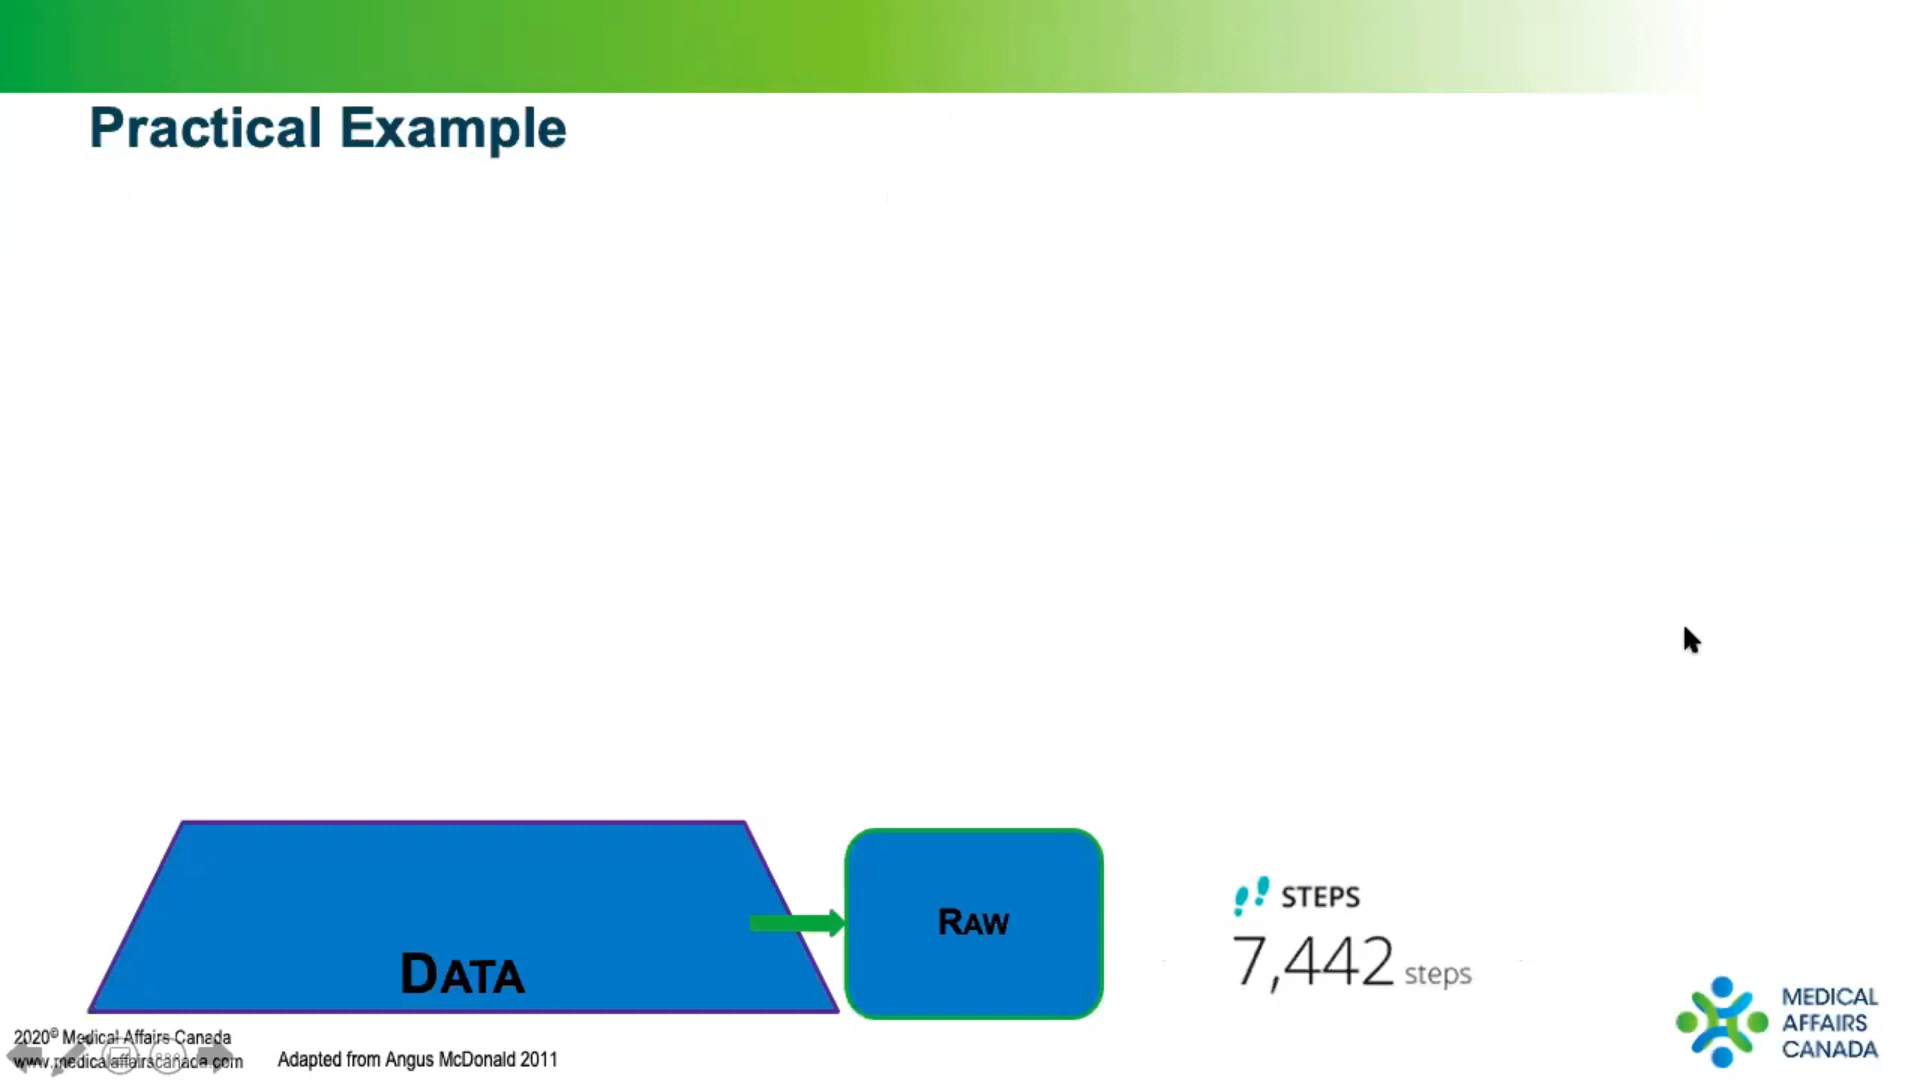 Practical Example
DATA
RAW
STEPS
7,442 steps
MEDICAL
AFFAIRS
CANADA
2020© Medical Affairs Canada
www.medicalaffairscanada.com
Adapted from Angus McDonald 2011